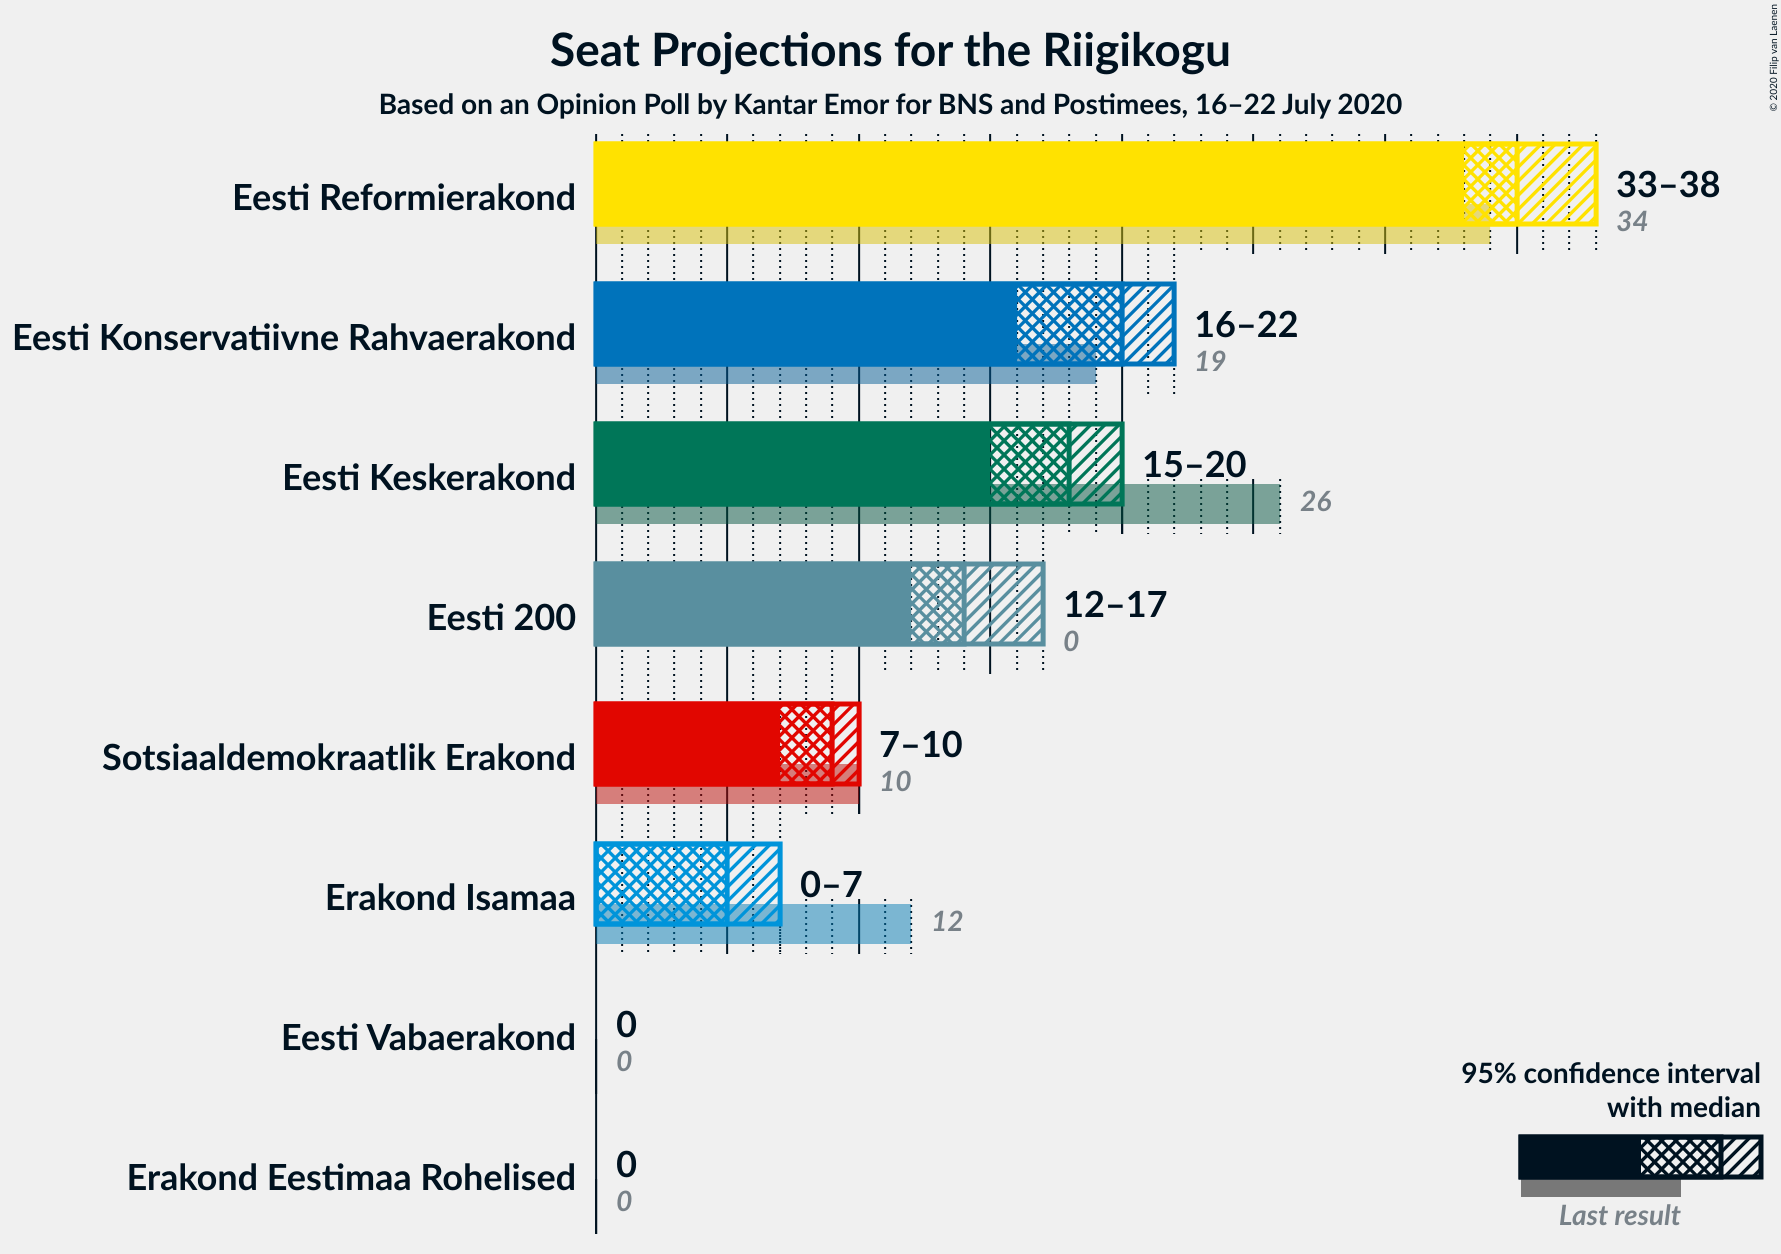 Seat Projections for the Riigikogu
Based on an Opinion Poll by Kantar Emor for BNS and Postimees, 16–22 July 2020
© 2020 Filip van Laenen
Eesti Reformierakond
33–38
34
Eesti Konservatiivne Rahvaerakond
16–22
19
Eesti Keskerakond
15–20
26
Eesti 200
12–17
0
Sotsiaaldemokraatlik Erakond
7–10
10
Erakond Isamaa
0–7
12
Eesti Vabaerakond
0
0
Erakond Eestimaa Rohelised
0
0
95% confidence interval
with median
Last result